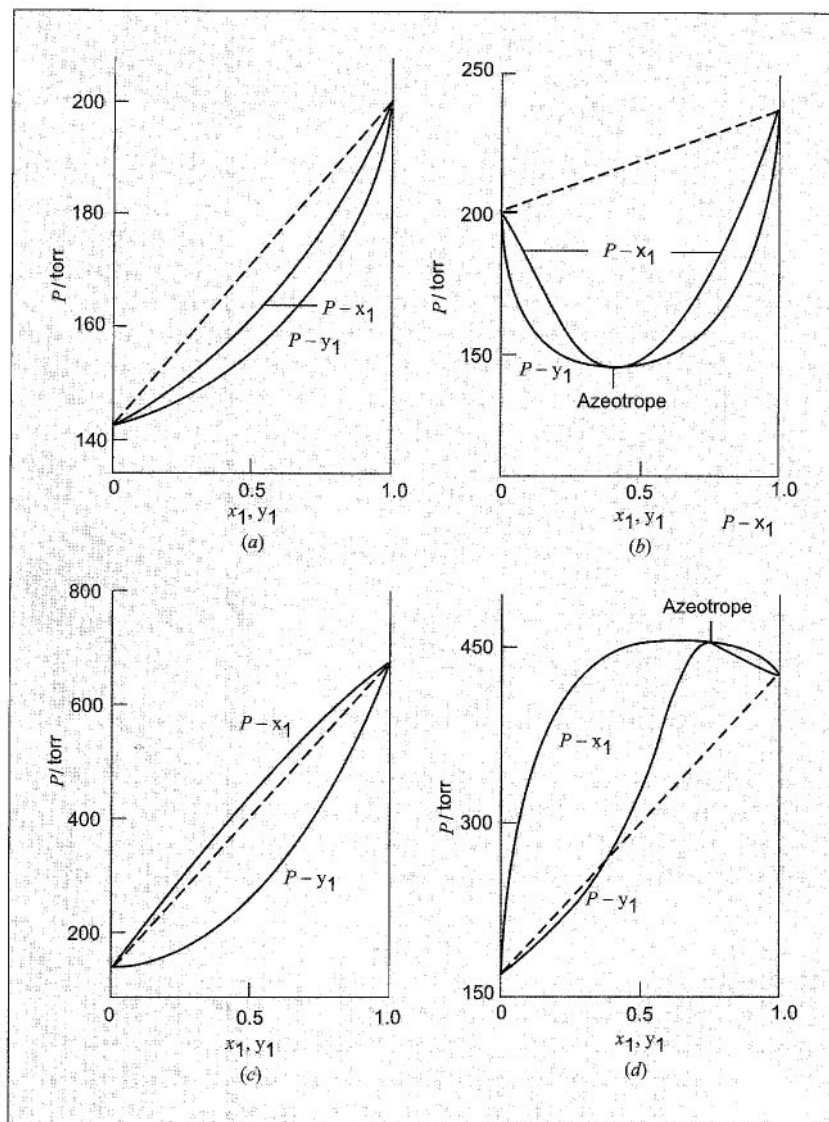 200
180
160
140
P/torr
P – x1
P – y1
0
0.5
1.0
x1, y1
(a)
250
200
150
P/torr
P – x1
P – y1
Azeotrope
0
0.5
1.0
x1, y1
P – x1
(b)
800
600
400
200
P/torr
P – x1
P – y1
0
0.5
1.0
x1, y1
(c)
Azeotrope
450
300
150
P/torr
P – x1
P – y1
0
0.5
1.0
x1, y1
(d)